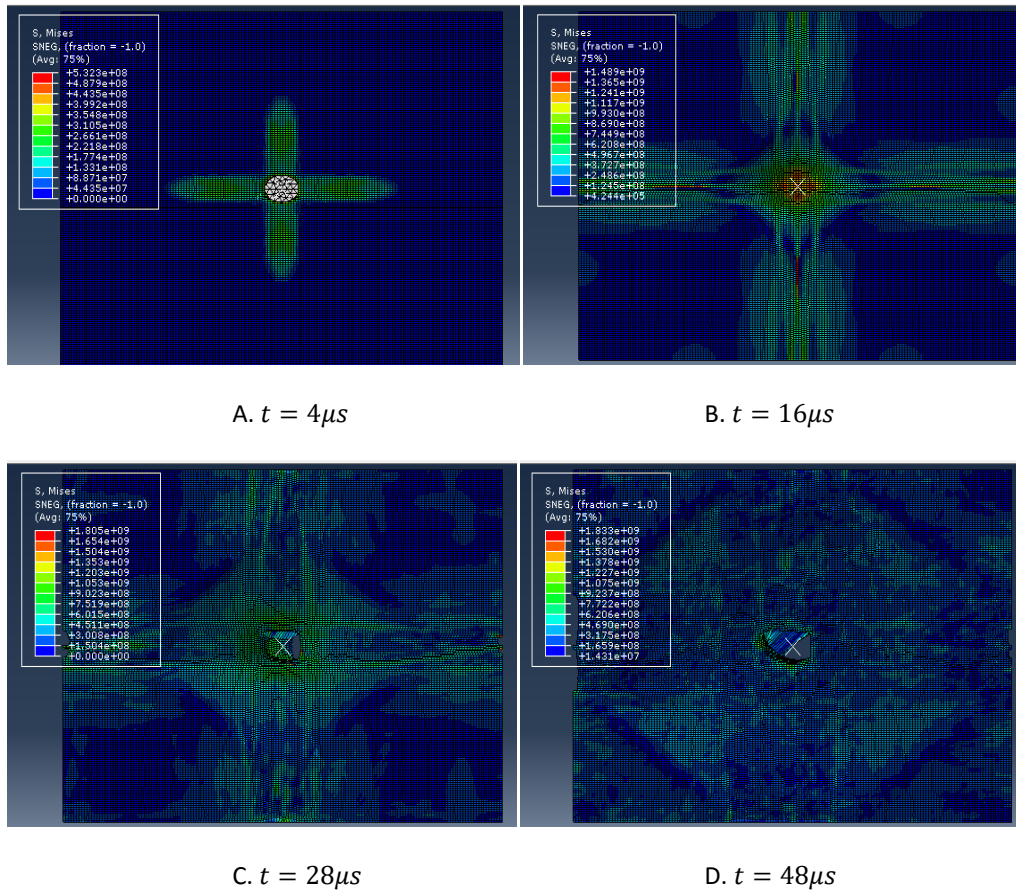 S, Mises
SNEG, (fraction = -1.0)
(Avg: 75%)
+5.323e+08
+4.879e+08
+4.435e+08
+3.992e+08
+3.548e+08
+3.105e+08
+2.661e+08
+2.218e+08
+1.774e+08
+1.331e+08
+8.871e+07
+4.435e+07
+0.000e+00
S, Mises
SNEG, (fraction = -1.0)
(Avg: 75%)
+1.489e+09
+1.365e+09
+1.241e+09
+1.117e+09
+9.930e+08
+8.690e+08
+7.449e+08
+6.208e+08
+4.967e+08
+3.727e+08
+2.486e+08
+1.245e+08
+4.244e+05
A. t = 4μs
B. t = 16μs
S, Mises
SNEG, (fraction = -1.0)
(Avg: 75%)
+1.805e+09
+1.654e+09
+1.504e+09
+1.353e+09
+1.203e+09
+1.053e+09
+9.023e+08
+7.519e+08
+6.015e+08
+4.511e+08
+3.008e+08
+1.504e+08
+0.000e+00
S, Mises
SNEG, (fraction = -1.0)
(Avg: 75%)
+1.833e+09
+1.682e+09
+1.530e+09
+1.378e+09
+1.227e+09
+1.075e+09
+9.237e+08
+7.722e+08
+6.206e+08
+4.690e+08
+3.175e+08
+1.659e+08
+1.431e+07
C. t = 28μs
D. t = 48μs